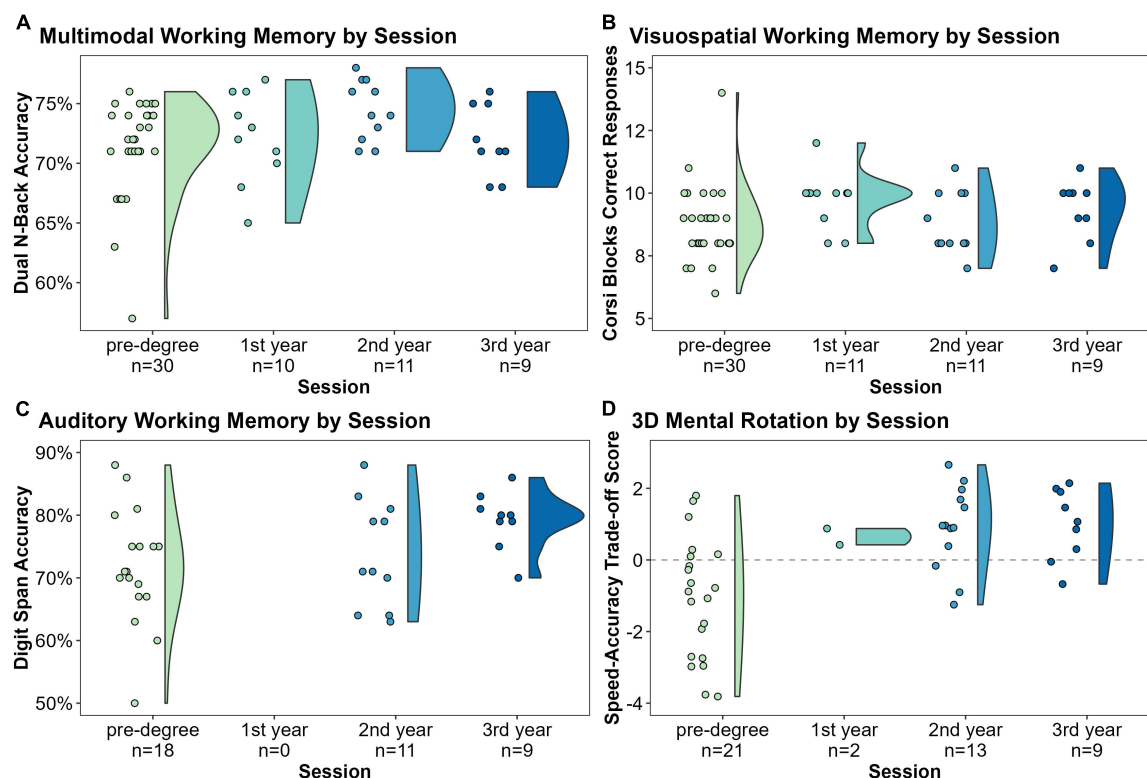 A Multimodal Working Memory by Session
Dual N-Back Accuracy
75%
70%
65%
60%
pre-degree 1st year 2nd year 3rd year
n=30 n=10 n=11 n=9
Session
B Visuospatial Working Memory by Session
Corsi Blocks Correct Responses
15
12
10
8
5
pre-degree 1st year 2nd year 3rd year
n=30 n=11 n=11 n=9
Session
C Auditory Working Memory by Session
Digit Span Accuracy
90%
80%
70%
60%
50%
pre-degree 1st year 2nd year 3rd year
n=18 n=0 n=11 n=9
Session
D 3D Mental Rotation by Session
Speed-Accuracy Trade-off Score
2
0
-2
-4
pre-degree 1st year 2nd year 3rd year
n=21 n=2 n=13 n=9
Session